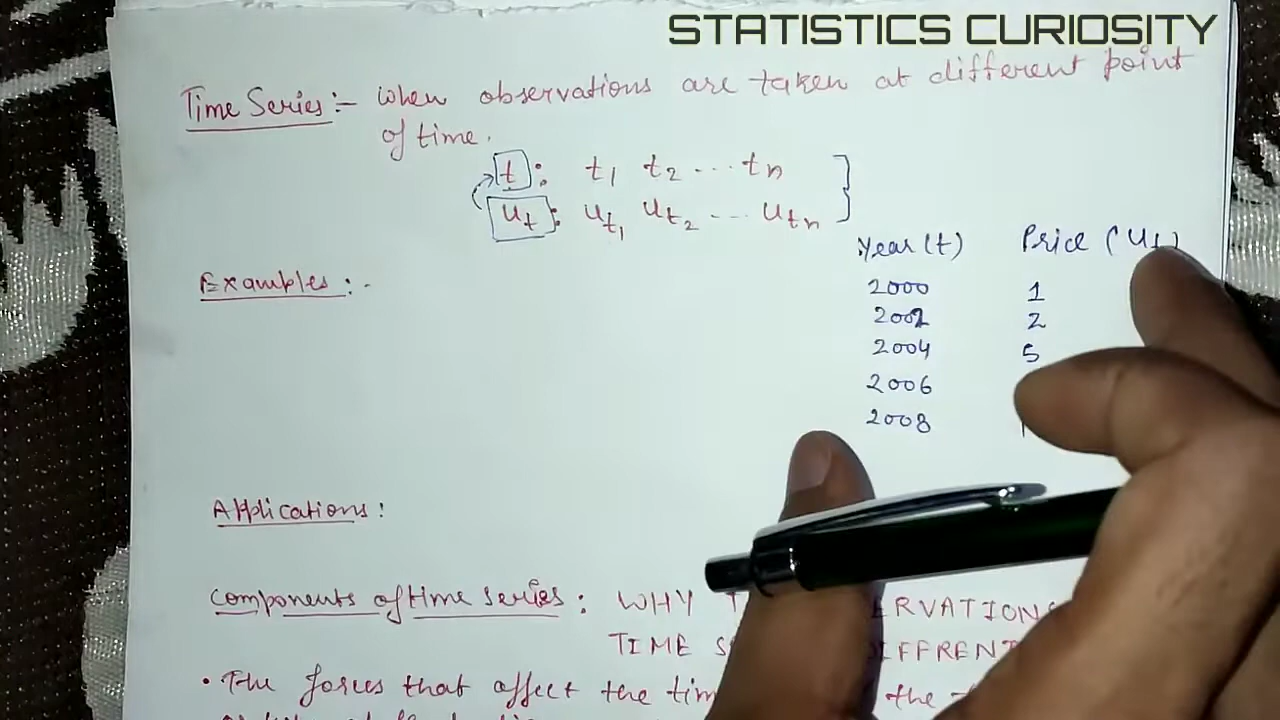 STATISTICS CURIOSITY
Time Series:- When observations are taken at different point
of time.
t : t1 t2 ... tn
ut : ut1 ut2 ... utn
Year (t) Price (ut)
Examples:-
2000 1
2002 2
2004 5
2006
2008
Applications:
Components of time series: WHY
TIME
• The forces that affect the